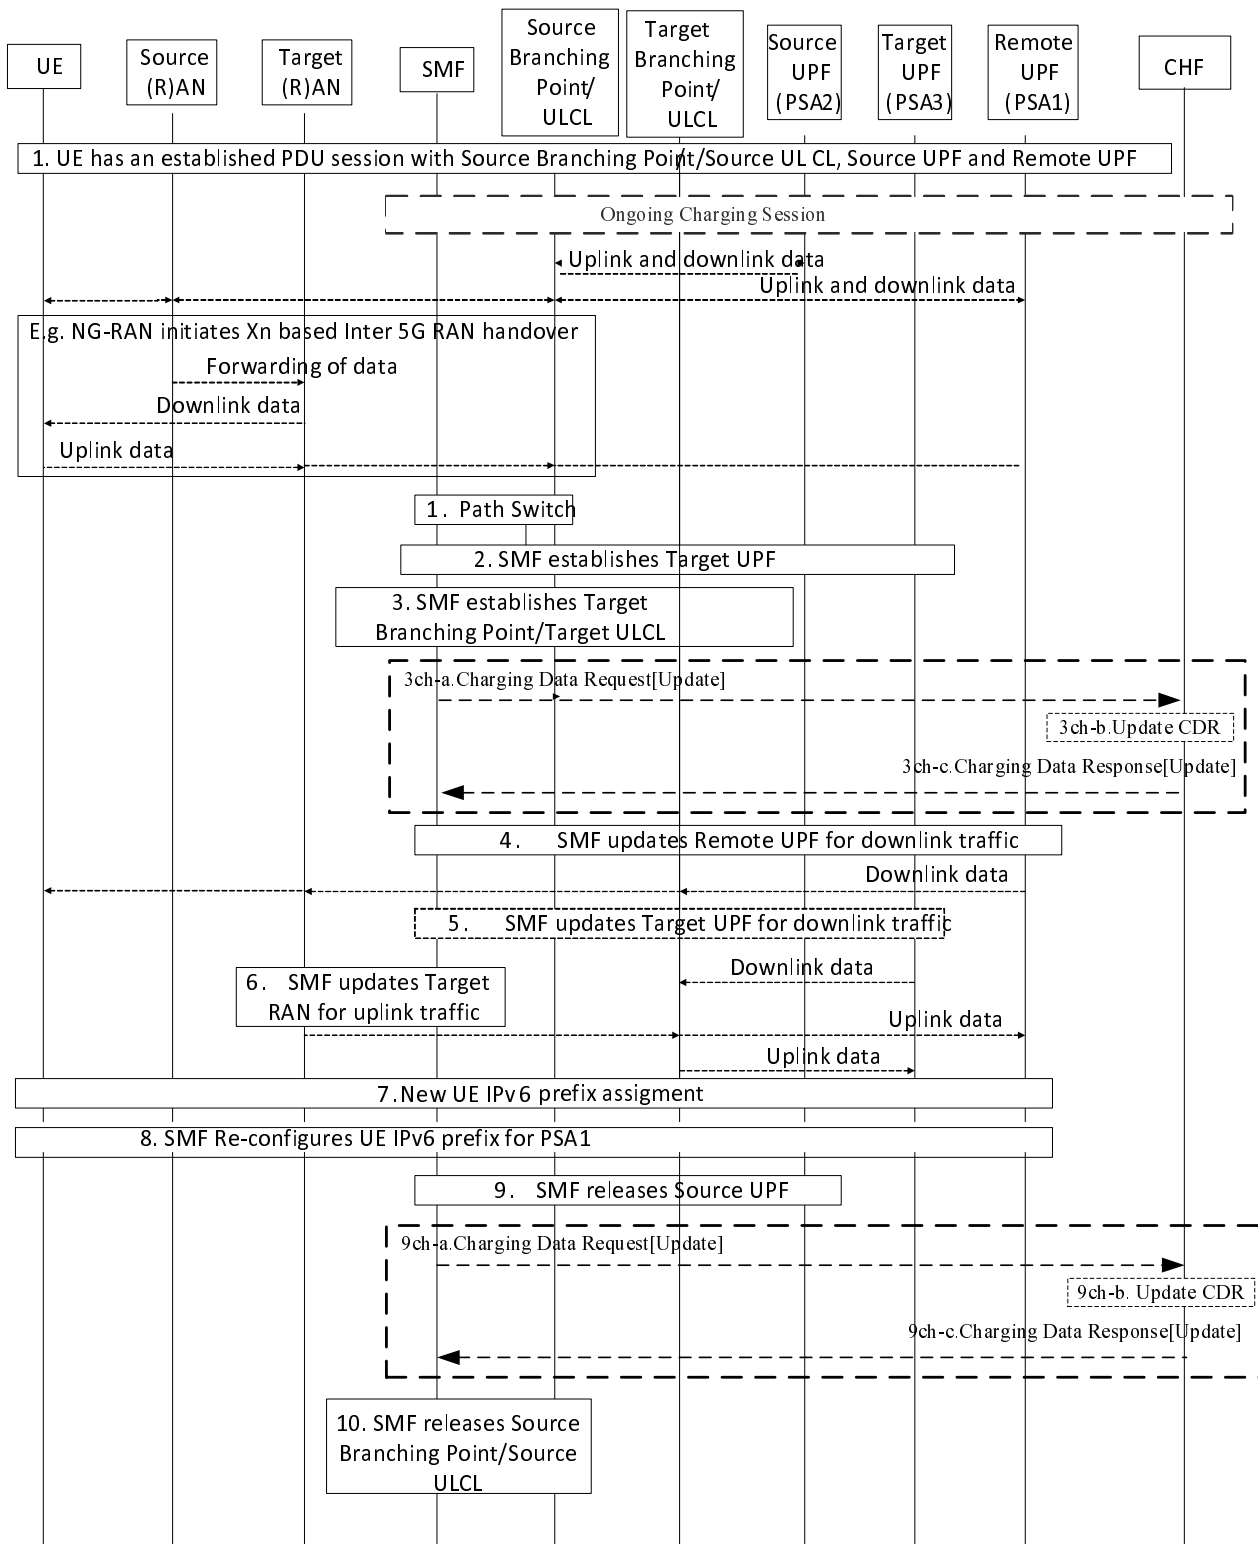 UE
Source
(R)AN
Target
(R)AN
SMF
Source
Branching
Point/
ULCL
Target
Branching
Point/
ULCL
Source
UPF
(PSA2)
Target
UPF
(PSA3)
Remote
UPF
(PSA1)
CHF
1. UE has an established PDU session with Source Branching Point/Source UL CL, Source UPF and Remote UPF
Ongoing Charging Session
Uplink and downlink data
Uplink and downlink data
E.g. NG-RAN initiates Xn based Inter 5G RAN handover
Forwarding of data
Downlink data
Uplink data
1. Path Switch
2. SMF establishes Target UPF
3. SMF establishes Target
Branching Point/Target ULCL
3ch-a.Charging Data Request[Update]
3ch-b.Update CDR
3ch-c.Charging Data Response[Update]
4. SMF updates Remote UPF for downlink traffic
Downlink data
5. SMF updates Target UPF for downlink traffic
Downlink data
6. SMF updates Target
RAN for uplink traffic
Uplink data
Uplink data
7.New UE IPv6 prefix assigment
8. SMF Re-configures UE IPv6 prefix for PSA1
9. SMF releases Source UPF
9ch-a.Charging Data Request[Update]
9ch-b. Update CDR
9ch-c.Charging Data Response[Update]
10. SMF releases Source
Branching Point/Source
ULCL